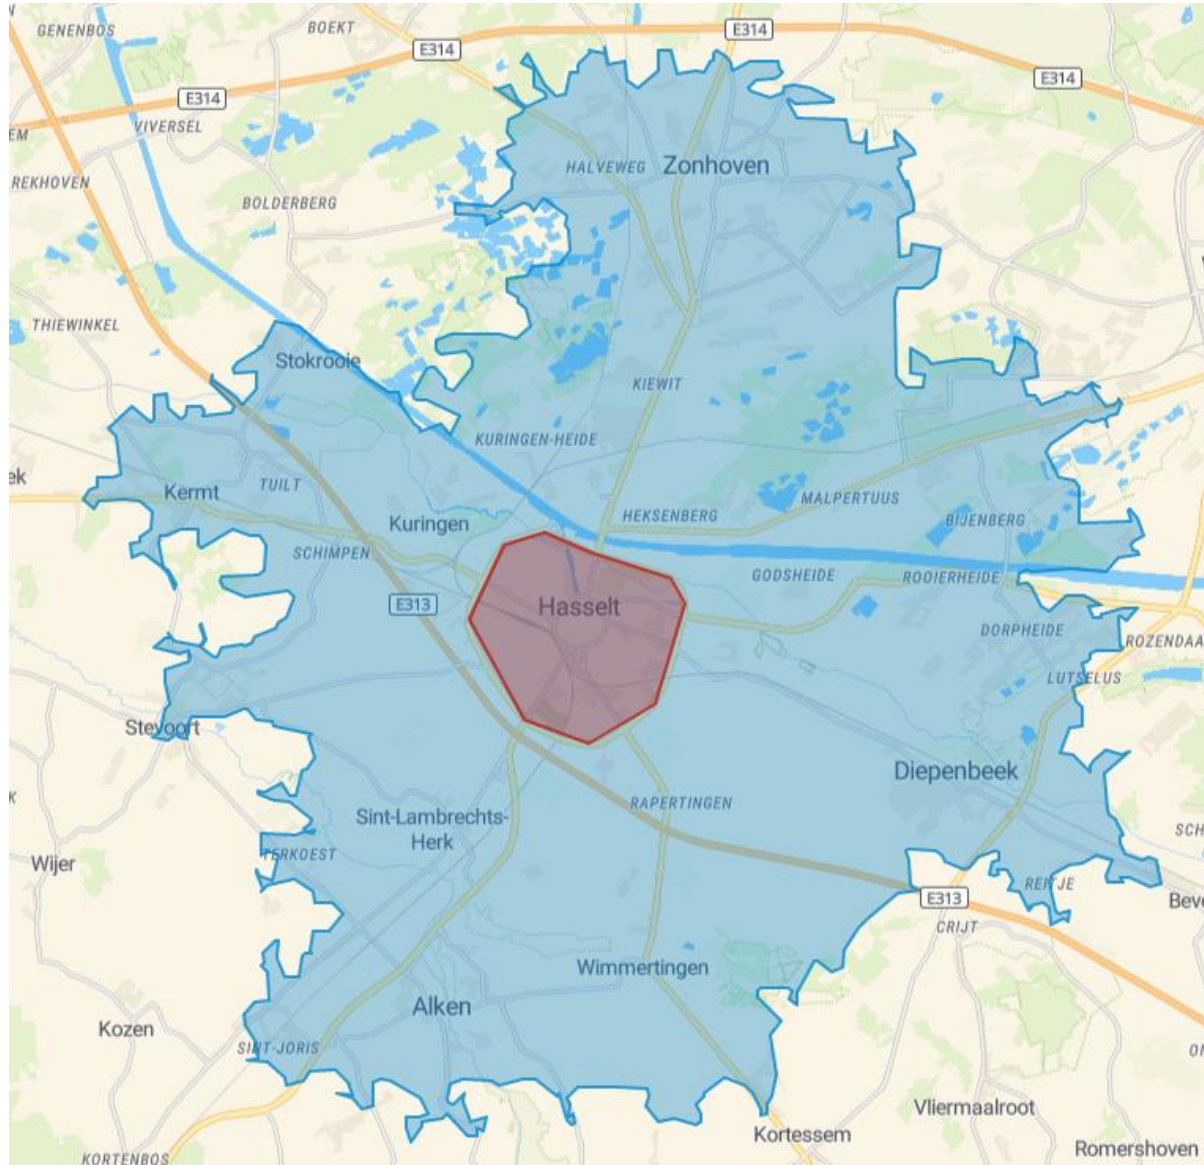 GENENBOS
BOEKT
E314
E314
E314
E314
VIVERSEL
REKHOVEN
HALVEWEG
Zonhoven
BOLDERBERG
THIEWINKEL
Stokrooie
KIEWIT
KURINGEN-HEIDE
ek
Kermt
TUILT
MALPERTUUS
Kuringen
HEKSENBERG
BIJENBERG
SCHIMPEN
GODSHEIDE
ROOIERHEIDE
E313
Hasselt
DORPHEIDE
ROZENDAA
LUTSELUS
Stevoort
Diepenbeek
RAPERTINGEN
Sint-Lambrechts-
Herk
SCH
Wijer
TERKOEST
REITJE
E313
Beve
CRIJT
Wimmertingen
Alken
Kozen
SINT-JORIS
Vliermaalroot
Kortessem
Romershoven
KORTENBOS